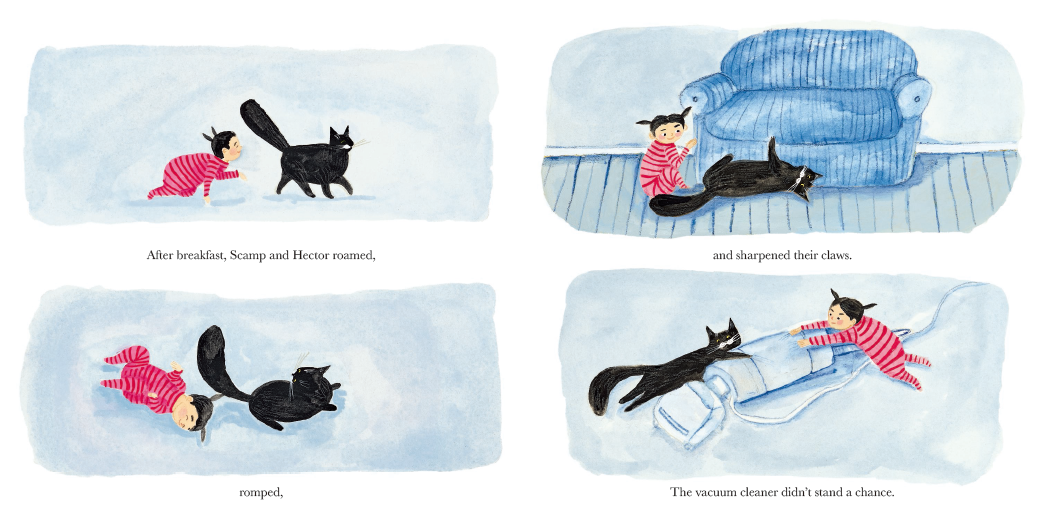 After breakfast, Scamp and Hector roamed,
romped,
and sharpened their claws.
The vacuum cleaner didn’t stand a chance.